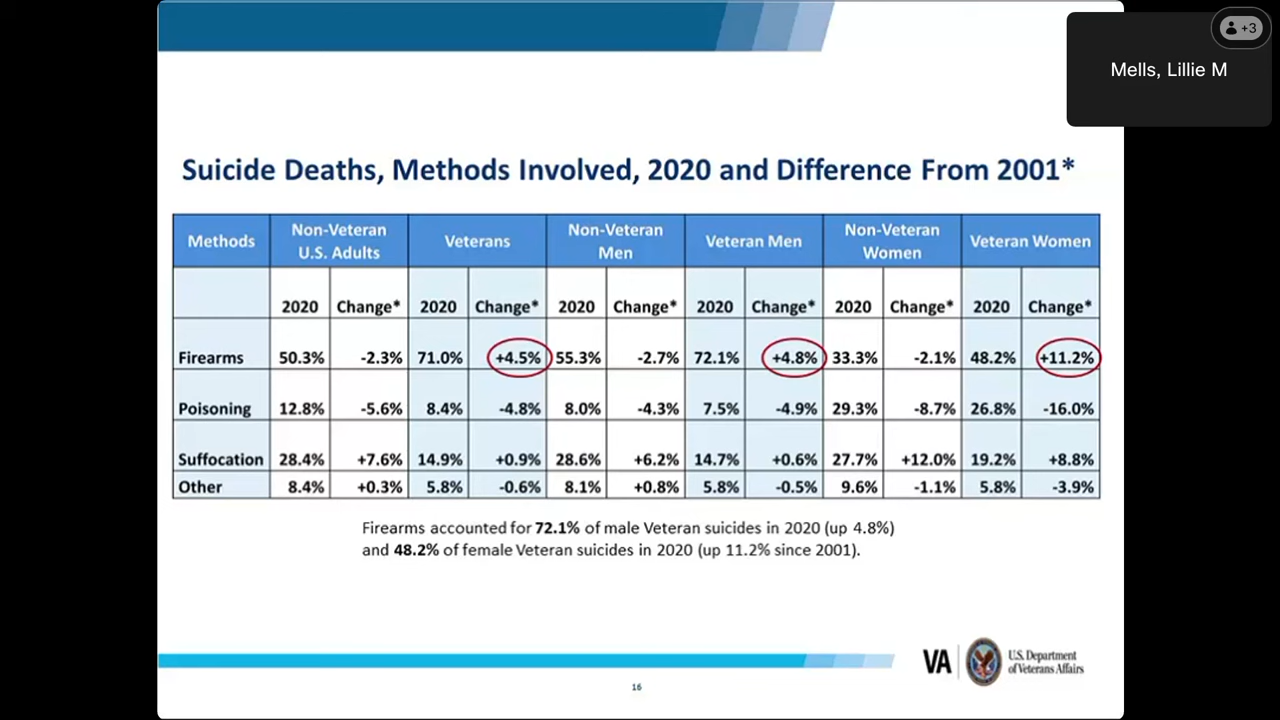 +3
Mells, Lillie M
Suicide Deaths, Methods Involved, 2020 and Difference From 2001*
Methods Non-Veteran U.S. Adults Veterans Non-Veteran Men Veteran Men Non-Veteran Women Veteran Women
2020 Change* 2020 Change* 2020 Change* 2020 Change* 2020 Change* 2020 Change*
Firearms 50.3% -2.3% 71.0% +4.5% 55.3% -2.7% 72.1% +4.8% 33.3% -2.1% 48.2% +11.2%
Poisoning 12.8% -5.6% 8.4% -4.8% 8.0% -4.3% 7.5% -4.9% 29.3% -8.7% 26.8% -16.0%
Suffocation 28.4% +7.6% 14.9% +0.9% 28.6% +6.2% 14.7% +0.6% 27.7% +12.0% 19.2% +8.8%
Other 8.4% +0.3% 5.8% -0.6% 8.1% +0.8% 5.8% -0.5% 9.6% -1.1% 5.8% -3.9%
Firearms accounted for 72.1% of male Veteran suicides in 2020 (up 4.8%)
and 48.2% of female Veteran suicides in 2020 (up 11.2% since 2001).
VA
U.S. Department
of Veterans Affairs
16